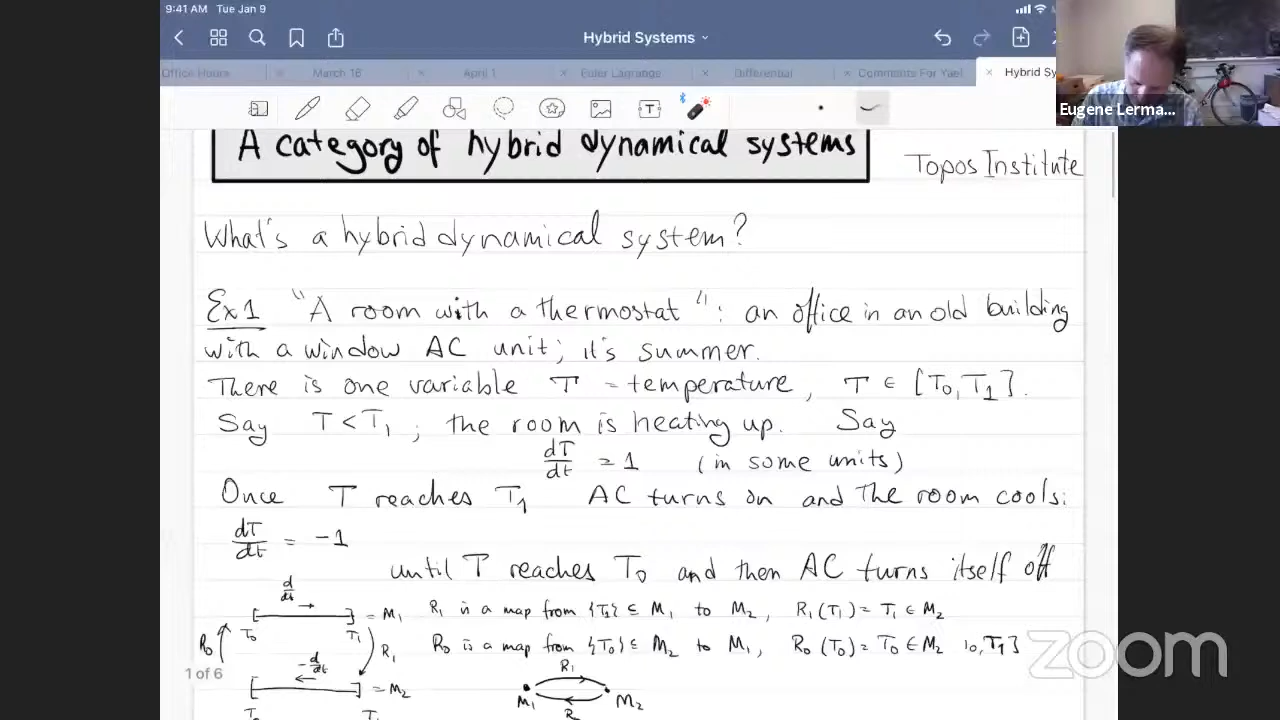 9:41 AM Tue Jan 9
Hybrid Systems
Office Hours
March 16
April 1
Euler Lagrange
Differential
Comments For Yael
Hybrid Sy
Eugene Lerma...
A category of hybrid dynamical systems
Topos Institute
What's a hybrid dynamical system?
Ex 1 "A room with a thermostat": an office in an old building
with a window AC unit; it's summer.
There is one variable T = temperature, T ∈ [T₀, T₁].
Say T < T₁; the room is heating up. Say
dT/dt = 1 (in some units)
Once T reaches T₁ AC turns on and the room cools:
dT/dt = -1
until T reaches T₀ and then AC turns itself off
d/dt →
[ ] = M₁ R₁ is a map from {T₁} ⊆ M₁ to M₂, R₁(T₁) = T₁ ∈ M₂
T₀ T₁
R₀ R₁ R₀ is a map from {T₀} ⊆ M₂ to M₁, R₀(T₀) = T₀ ∈ M₂
-d/dt ←
1 of 6
[ ] = M₂
R₁
M₁ M₂
zoom